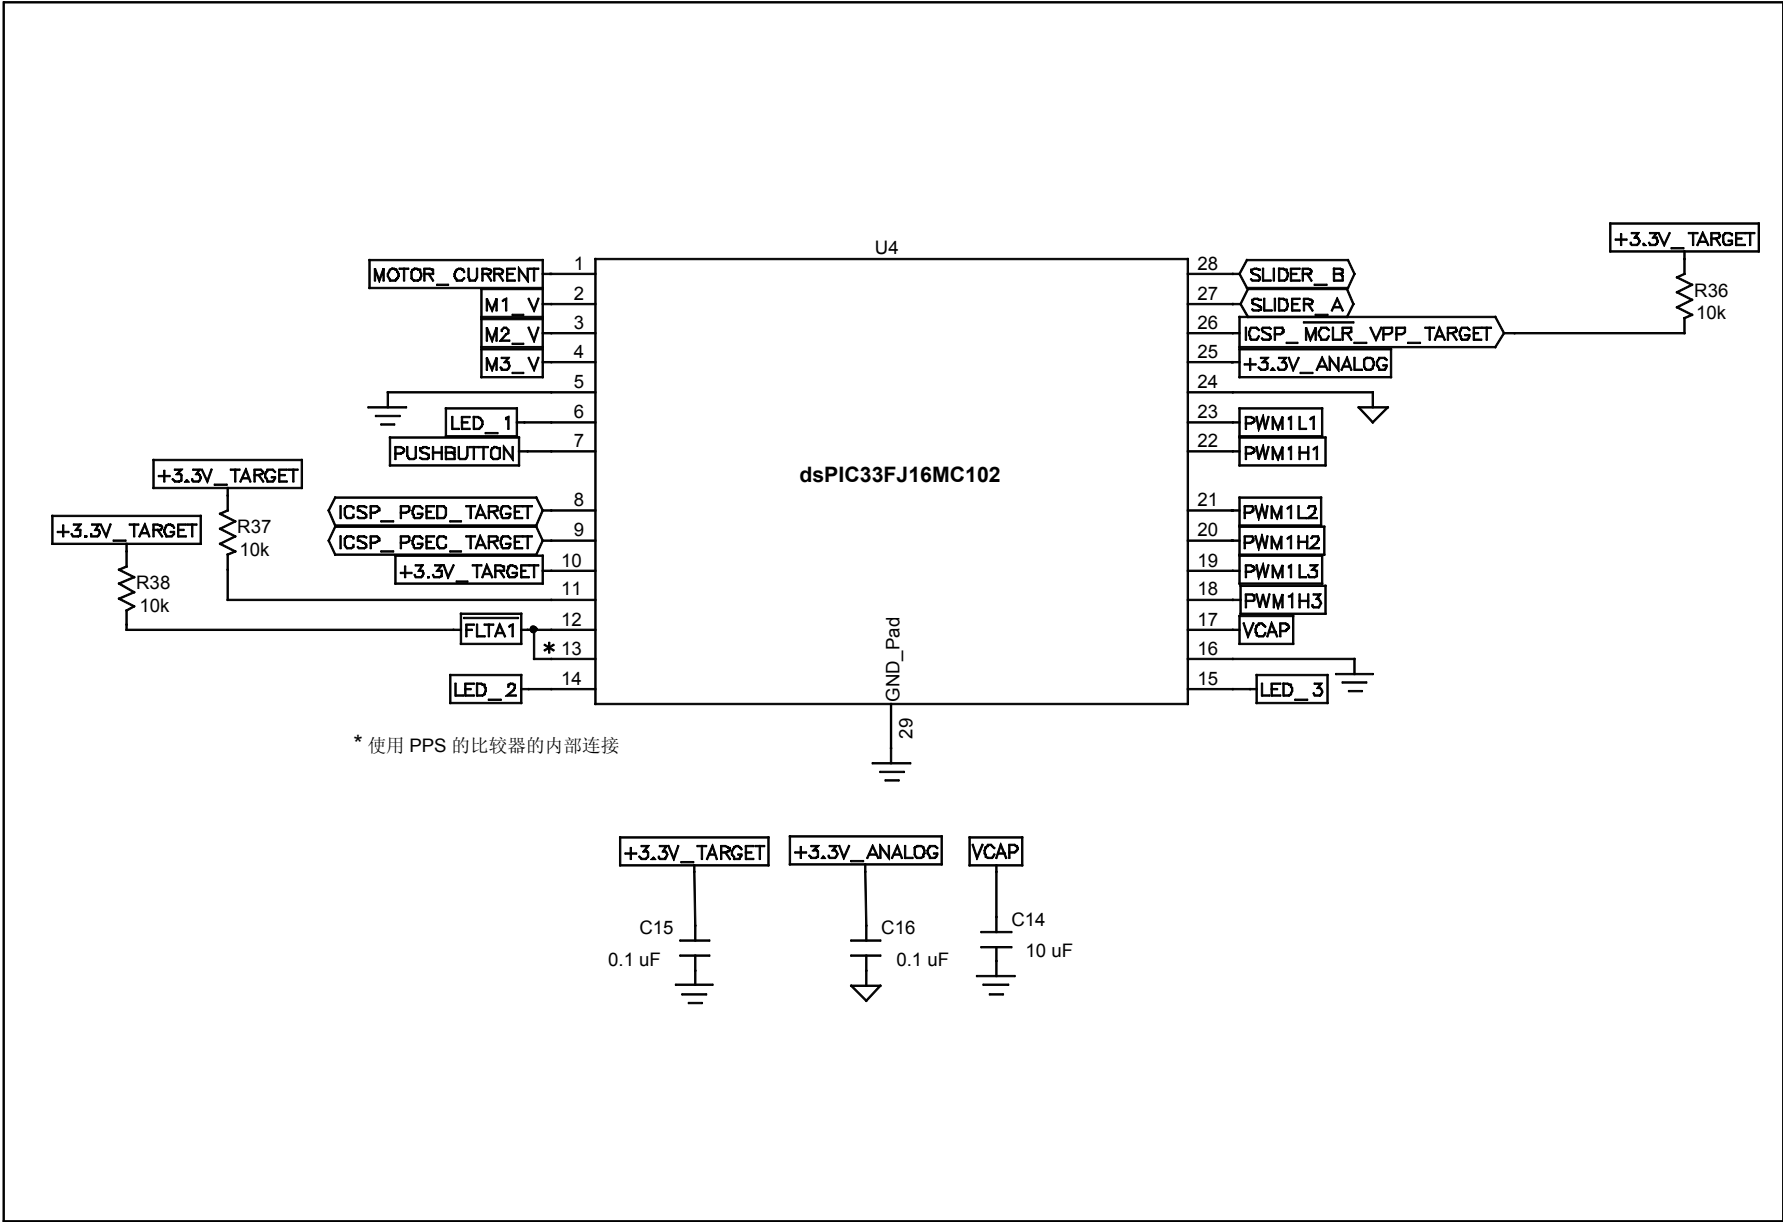 U4
dsPIC33FJ16MC102
MOTOR_CURRENT 1
M1_V 2
M2_V 3
M3_V 4
5
LED_1 6
PUSHBUTTON 7
ICSP_PGED_TARGET 8
ICSP_PGEC_TARGET 9
+3.3V_TARGET 10
11
FLTA1 12
* 13
LED_2 14
+3.3V_TARGET
R37
10k
+3.3V_TARGET
R38
10k
28 SLIDER_B
27 SLIDER_A
26 ICSP_MCLR_VPP_TARGET
25 +3.3V_ANALOG
24
23 PWM1L1
22 PWM1H1
21 PWM1L2
20 PWM1H2
19 PWM1L3
18 PWM1H3
17 VCAP
16
15 LED_3
+3.3V_TARGET
R36
10k
GND_Pad
29
* 使用 PPS 的比较器的内部连接
+3.3V_TARGET
C15
0.1 uF
+3.3V_ANALOG
C16
0.1 uF
VCAP
C14
10 uF